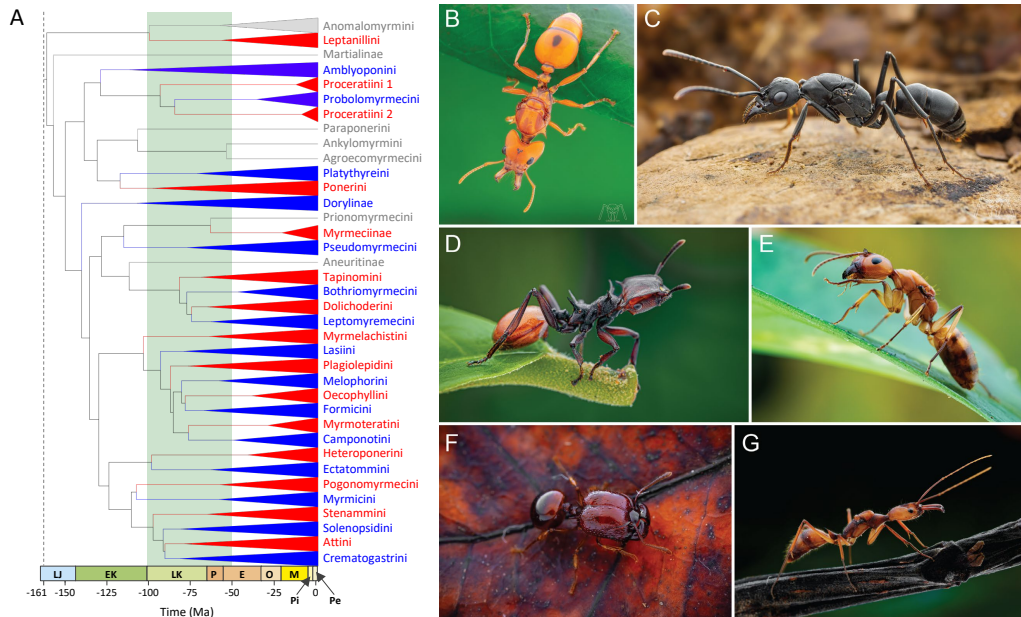 A
Anomalomyrmini
Leptanillini
Martialinae
Amblyoponini
Proceratiini 1
Probolomyrmecini
Proceratiini 2
Paraponerini
Ankylomyrmini
Agroecomyrmecini
Platythyreini
Ponerini
Dorylinae
Prionomyrmecini
Myrmeciinae
Pseudomyrmecini
Aneuritinae
Tapinomini
Bothriomyrmecini
Dolichoderini
Leptomyremecini
Myrmelachistini
Lasiini
Plagiolepidini
Melophorini
Oecophyllini
Formicini
Myrmoteratini
Camponotini
Heteroponerini
Ectatommini
Pogonomyrmecini
Myrmicini
Stenammini
Solenopsidini
Attini
Crematogastrini
LJ EK LK P E O M
-161 -150 -125 -100 -75 -50 -25 0
Pi Pe
Time (Ma)
B
C
D
E
F
G